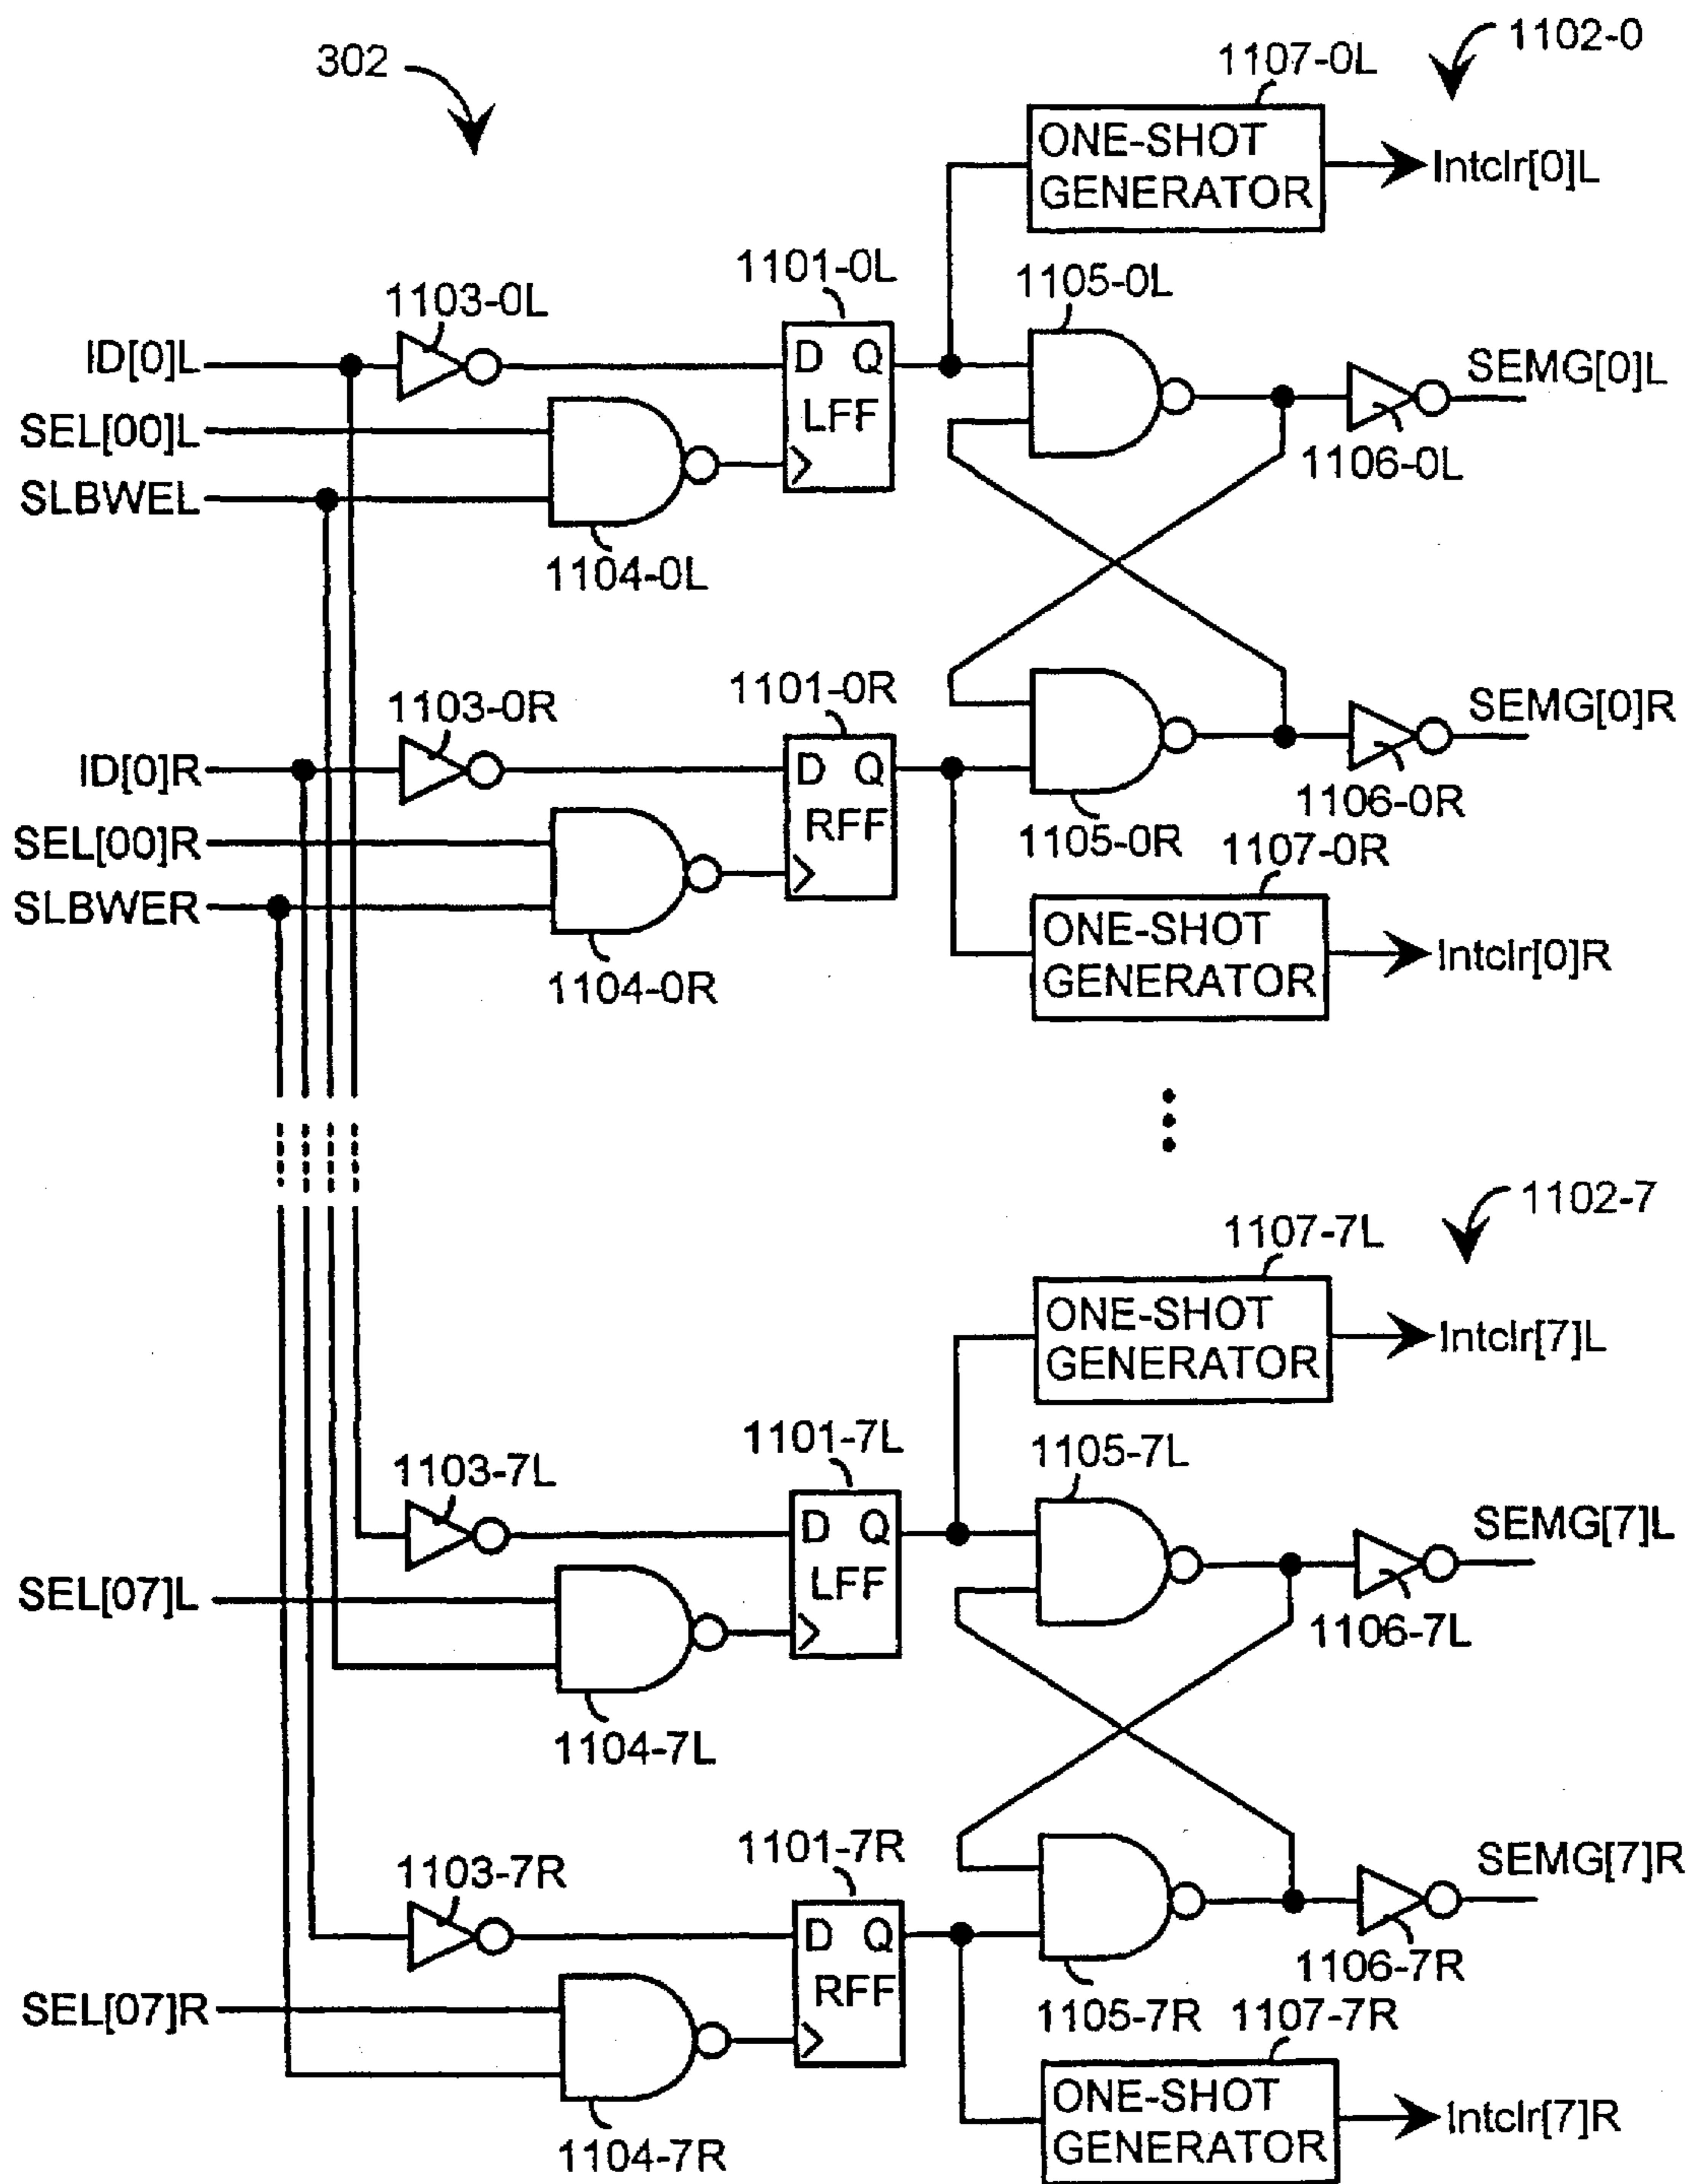 302
1102-0
1107-0L
ONE-SHOT
GENERATOR
Intclr[0]L
1101-0L
1105-0L
1103-0L
ID[0]L
D Q
SEMG[0]L
SEL[00]L
LFF
1106-0L
SLBWEL
1104-0L
1101-0R
1103-0R
SEMG[0]R
ID[0]R
D Q
1106-0R
SEL[00]R
RFF
1105-0R
1107-0R
SLBWER
ONE-SHOT
GENERATOR
Intclr[0]R
1104-0R
1102-7
1107-7L
ONE-SHOT
GENERATOR
Intclr[7]L
1101-7L
1105-7L
1103-7L
D Q
SEMG[7]L
SEL[07]L
LFF
1106-7L
1104-7L
1101-7R
1103-7R
SEMG[7]R
D Q
1106-7R
SEL[07]R
RFF
1105-7R
1107-7R
ONE-SHOT
GENERATOR
Intclr[7]R
1104-7R